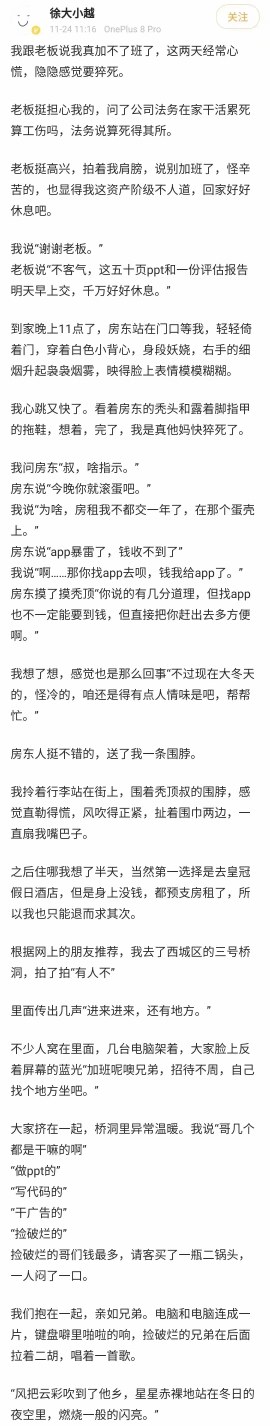 徐大小越
11-24 11:16 OnePlus 8 Pro
关注
我跟老板说我真加不了班了，这两天经常心
慌，隐隐感觉要猝死。
老板挺担心我的，问了公司法务在家干活累死
算工伤吗，法务说算死得其所。
老板挺高兴，拍着我肩膀，说别加班了，怪辛
苦的，也显得我这资产阶级不人道，回家好好
休息吧。
我说“谢谢老板。”
老板说“不客气，这五十页ppt和一份评估报告
明天早上交，千万好好休息。”
到家晚上11点了，房东站在门口等我，轻轻倚
着门，穿着白色小背心，身段妖娆，右手的细
烟升起袅袅烟雾，映得脸上表情模模糊糊。
我心跳又快了。看着房东的秃头和露着脚指甲
的拖鞋，想着，完了，我是真他妈快猝死了。
我问房东“叔，啥指示。”
房东说“今晚你就滚蛋吧。”
我说“为啥，房租我不都交一年了，在那个蛋壳
上。”
房东说“app暴雷了，钱收不到了”
我说“啊……那你找app去呗，钱我给app了。”
房东摸了摸秃顶“你说的有几分道理，但找app
也不一定能要到钱，但直接把你赶出去多方便
啊。”
我想了想，感觉也是那么回事“不过现在大冬天
的，怪冷的，咱还是得有点人情味是吧，帮帮
忙。”
房东人挺不错的，送了我一条围脖。
我拎着行李站在街上，围着秃顶叔的围脖，感
觉直勒得慌，风吹得正紧，扯着围巾两边，一
直扇我嘴巴子。
之后住哪我想了半天，当然第一选择是去皇冠
假日酒店，但是身上没钱，都预支房租了，所
以我也只能退而求其次。
根据网上的朋友推荐，我去了西城区的三号桥
洞，拍了拍“有人不”
里面传出几声“进来进来，还有地方。”
不少人窝在里面，几台电脑架着，大家脸上反
着屏幕的蓝光“加班呢噢兄弟，招待不周，自己
找个地方坐吧。”
大家挤在一起，桥洞里异常温暖。我说“哥几个
都是干嘛的啊”
“做ppt的”
“写代码的”
“干广告的”
“捡破烂的”
捡破烂的哥们钱最多，请客买了一瓶二锅头，
一人闷了一口。
我们抱在一起，亲如兄弟。电脑和电脑连成一
片，键盘噼里啪啦的响，捡破烂的兄弟在后面
拉着二胡，唱着一首歌。
“风把云彩吹到了他乡，星星赤裸地站在冬日的
夜空里，燃烧一般的闪亮。”